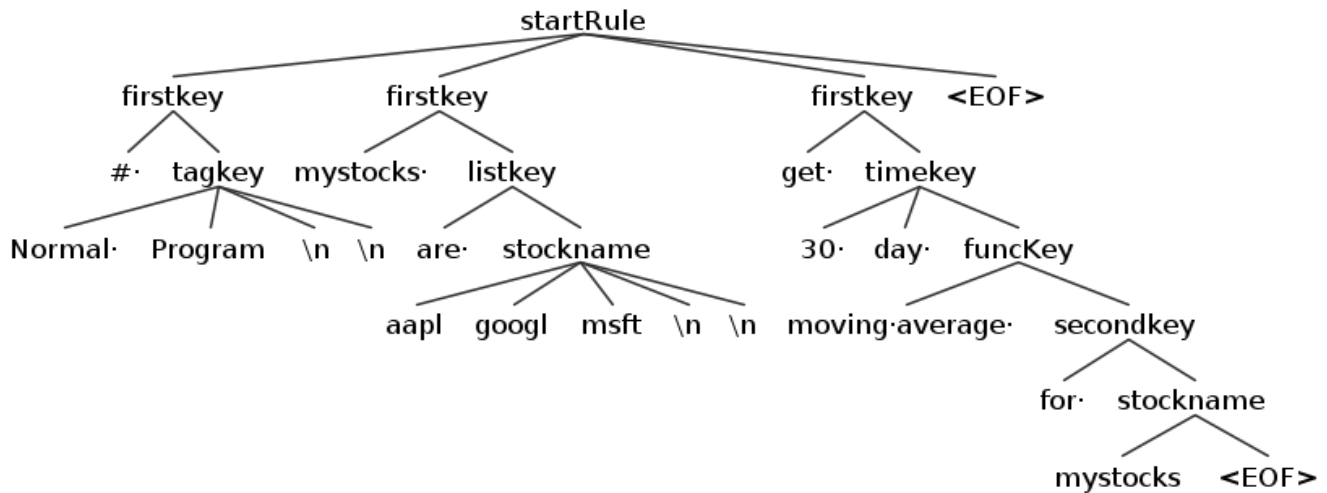 startRule
firstkey firstkey firstkey <EOF>
#· tagkey mystocks· listkey get· timekey
Normal· Program \n \n are· stockname 30· day· funcKey
aapl googl msft \n \n moving·average· secondkey
for· stockname
mystocks <EOF>